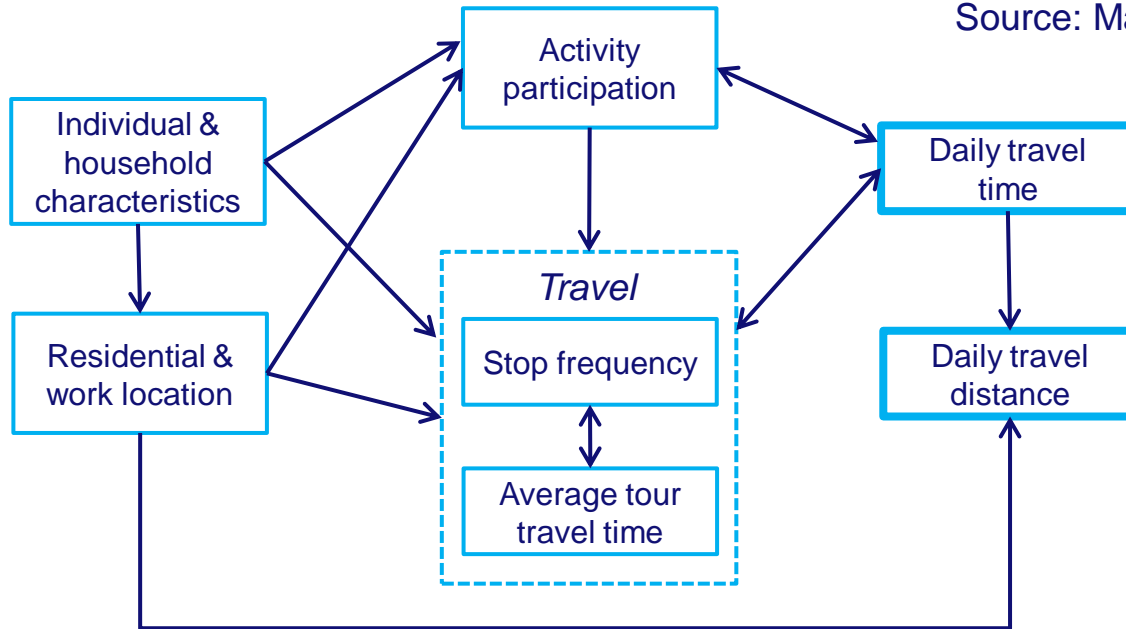 Source: Ma
Activity
participation
Individual &
household
characteristics
Daily travel
time
Travel
Residential &
work location
Stop frequency
Daily travel
distance
Average tour
travel time